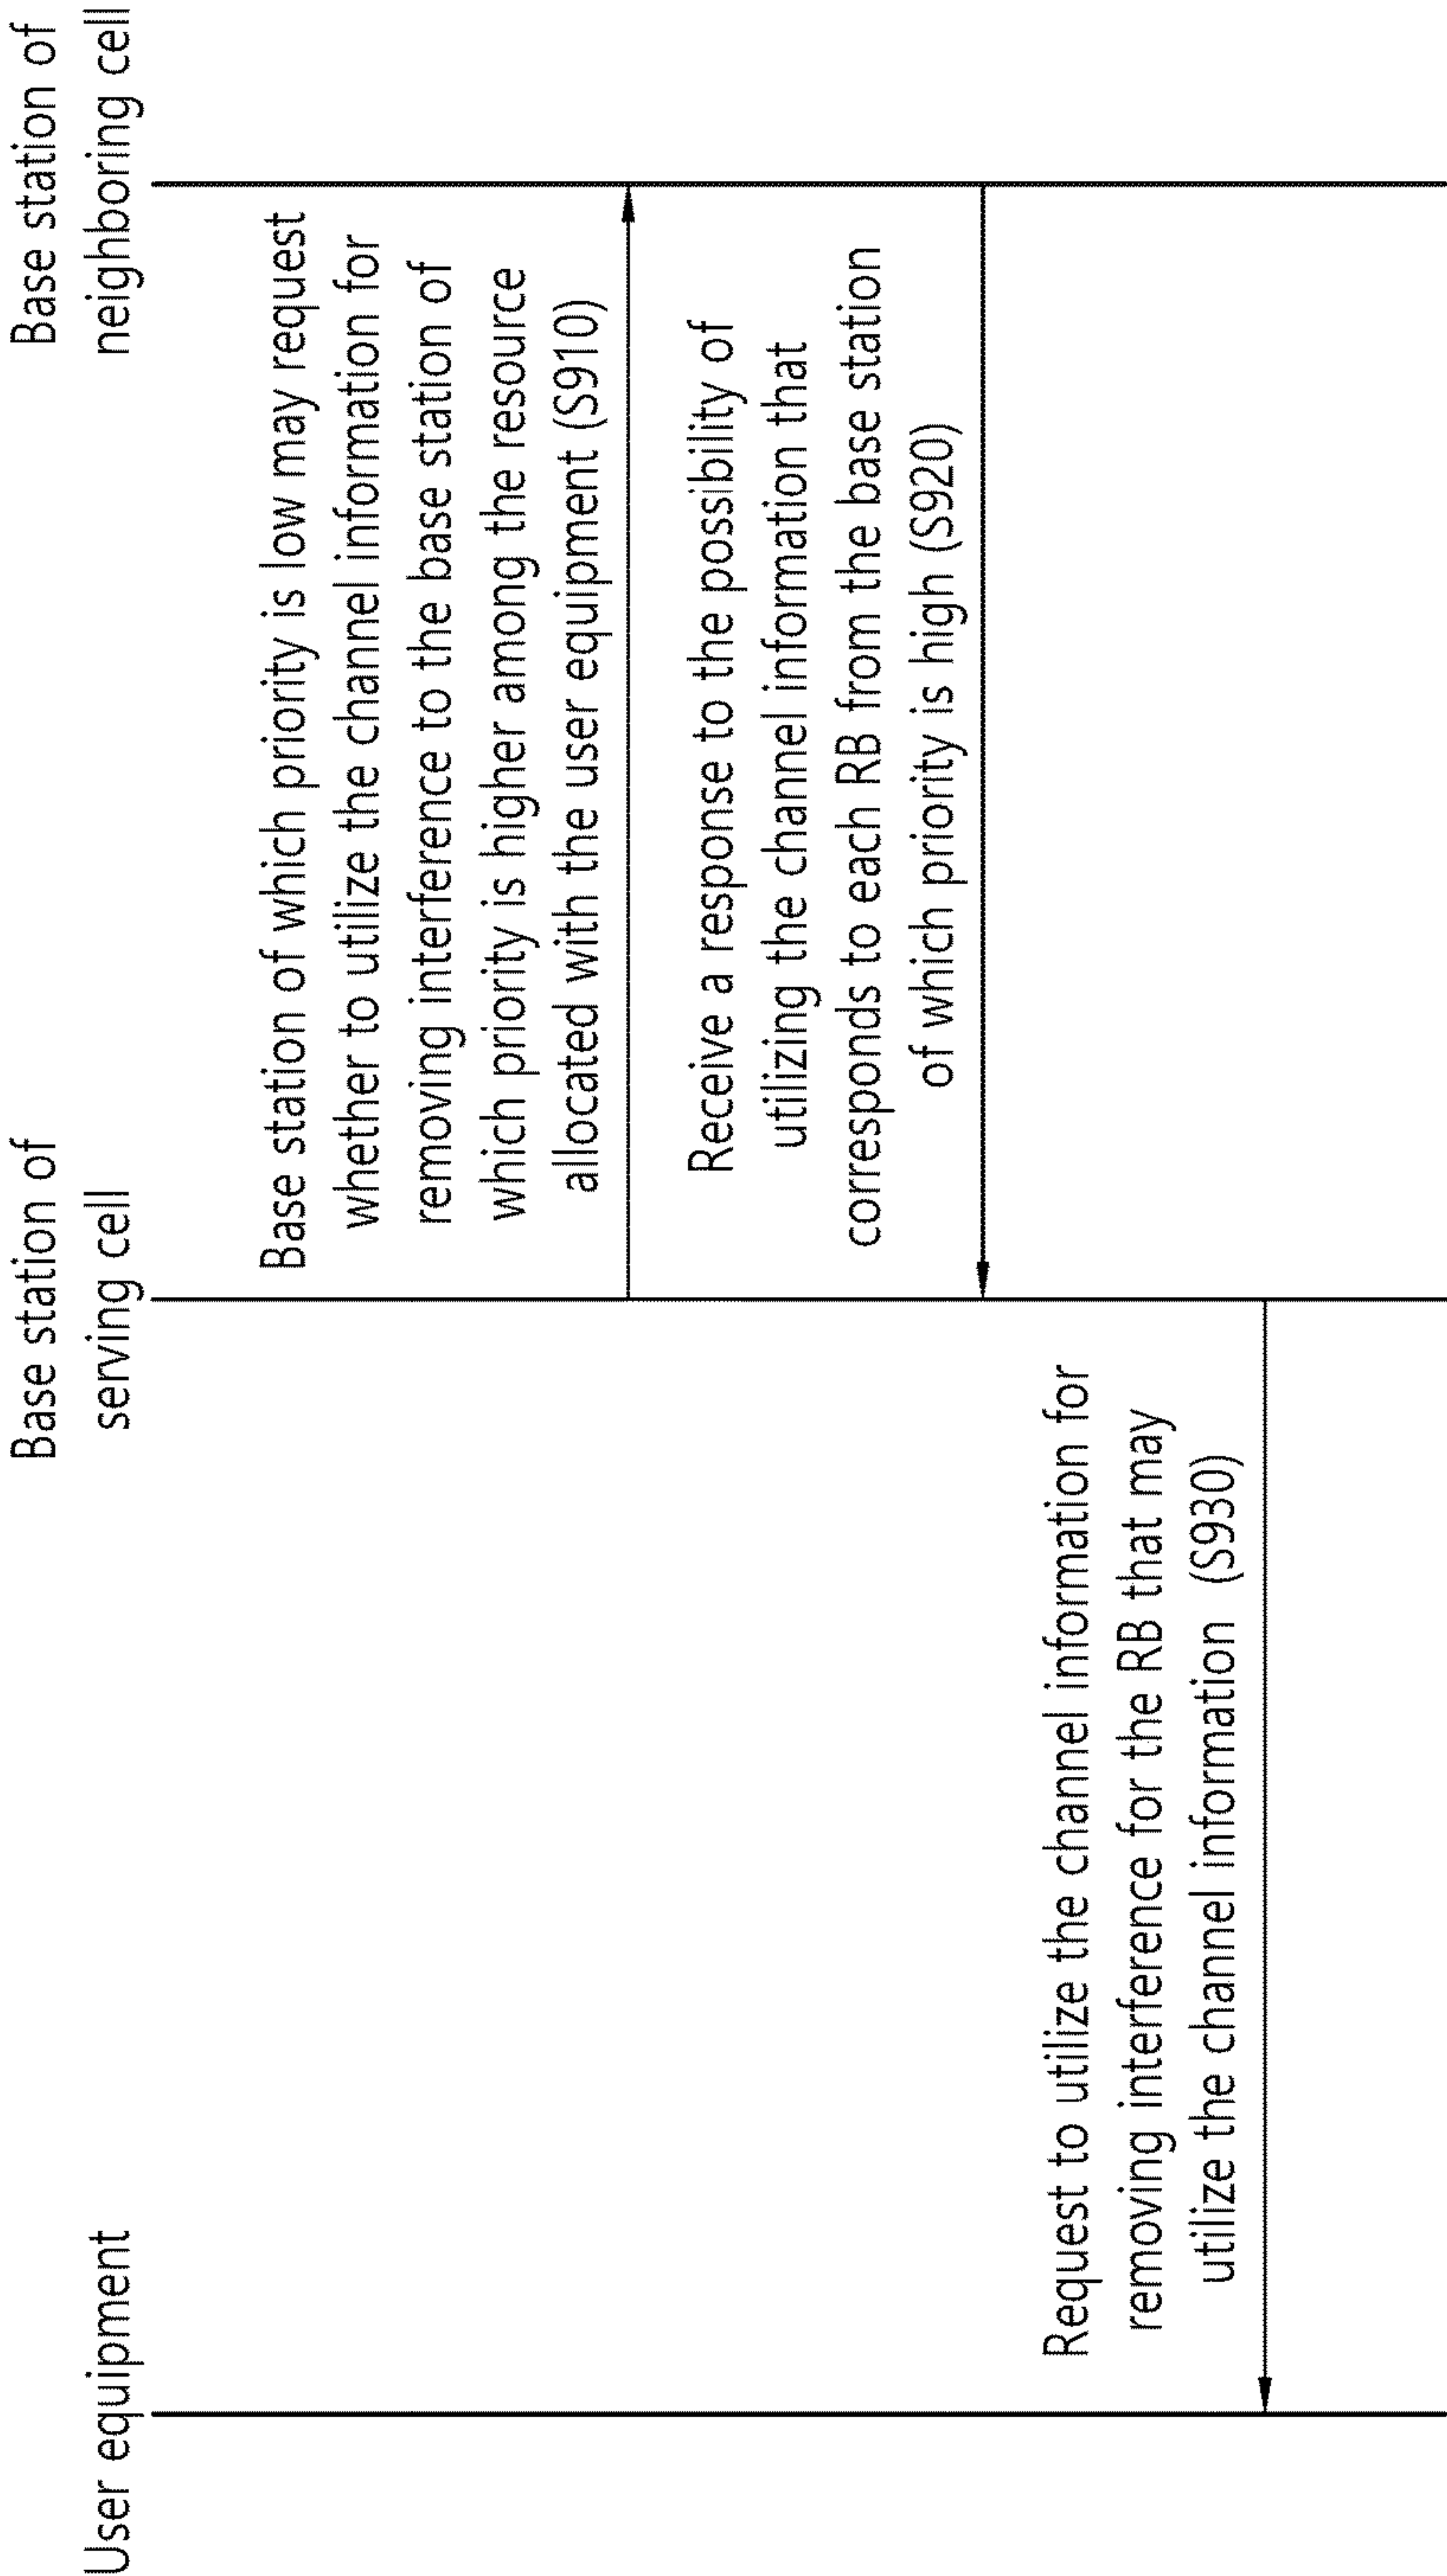 User equipment
Base station of
serving cell
Base station of
neighboring cell
Base station of which priority is low may request
whether to utilize the channel information for
removing interference to the base station of
which priority is higher among the resource
allocated with the user equipment (S910)
Receive a response to the possibility of
utilizing the channel information that
corresponds to each RB from the base station
of which priority is high (S920)
Request to utilize the channel information for
removing interference for the RB that may
utilize the channel information (S930)